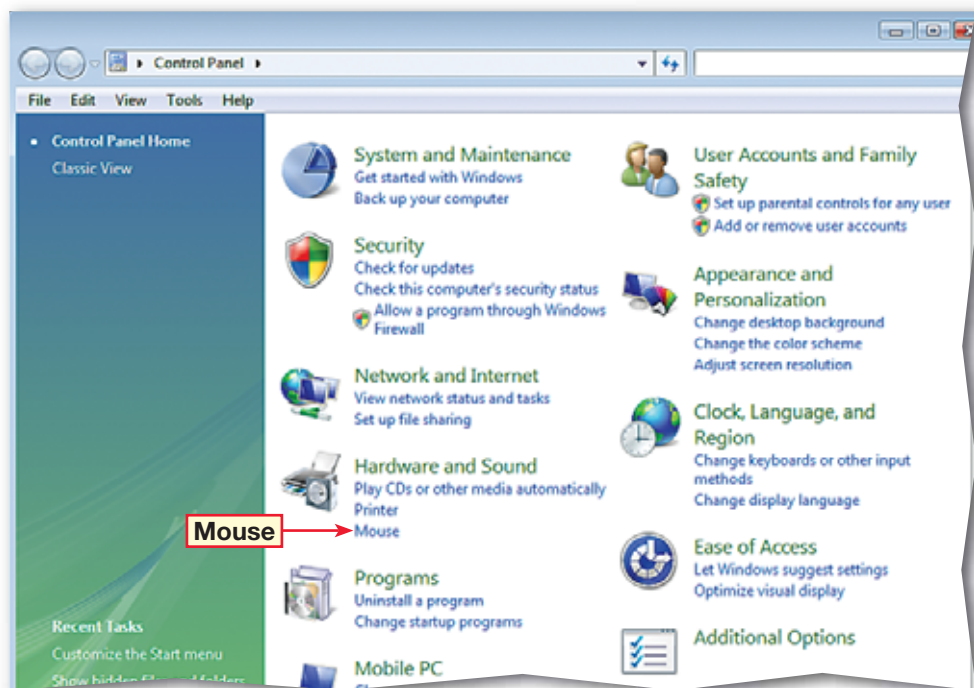 Control Panel
File Edit View Tools Help
Control Panel Home
Classic View
System and Maintenance
Get started with Windows
Back up your computer
Security
Check for updates
Check this computer's security status
Allow a program through Windows
Firewall
Network and Internet
View network status and tasks
Set up file sharing
Hardware and Sound
Play CDs or other media automatically
Printer
Mouse
Mouse
Programs
Uninstall a program
Change startup programs
Mobile PC
User Accounts and Family
Safety
Set up parental controls for any user
Add or remove user accounts
Appearance and
Personalization
Change desktop background
Change the color scheme
Adjust screen resolution
Clock, Language, and
Region
Change keyboards or other input
methods
Change display language
Ease of Access
Let Windows suggest settings
Optimize visual display
Additional Options
Recent Tasks
Customize the Start menu
Show hidden files and folders